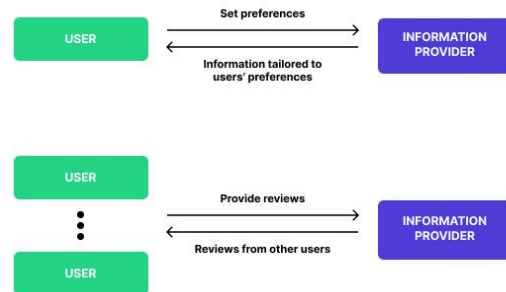 Set preferences
USER
INFORMATION
PROVIDER
Information tailored to
users' preferences
USER
Provide reviews
INFORMATION
PROVIDER
Reviews from other users
USER